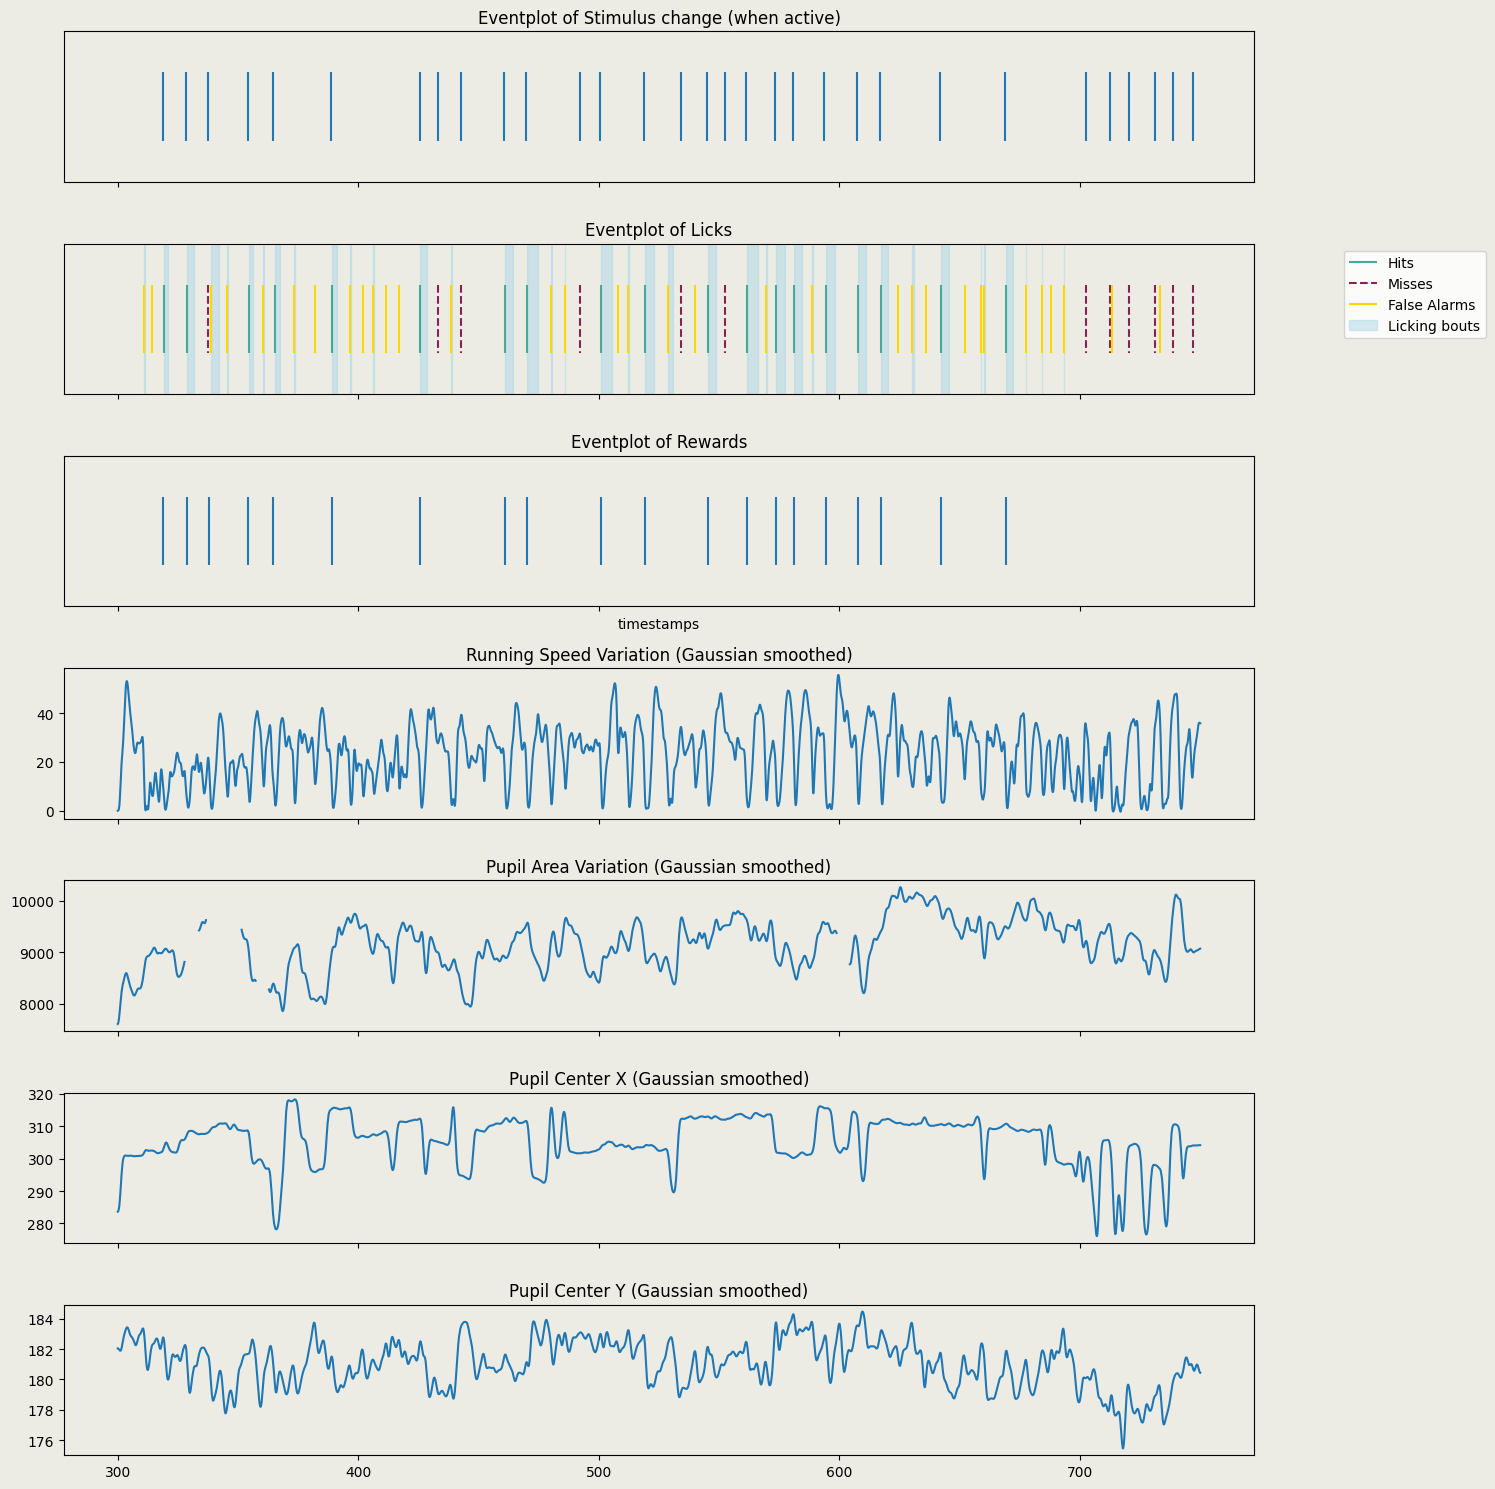 Eventplot of Stimulus change (when active)
Eventplot of Licks
Hits
Misses
False Alarms
Licking bouts
Eventplot of Rewards
timestamps
Running Speed Variation (Gaussian smoothed)
40
20
0
Pupil Area Variation (Gaussian smoothed)
10000
9000
8000
Pupil Center X (Gaussian smoothed)
320
310
300
290
280
Pupil Center Y (Gaussian smoothed)
184
182
180
178
176
300 400 500 600 700